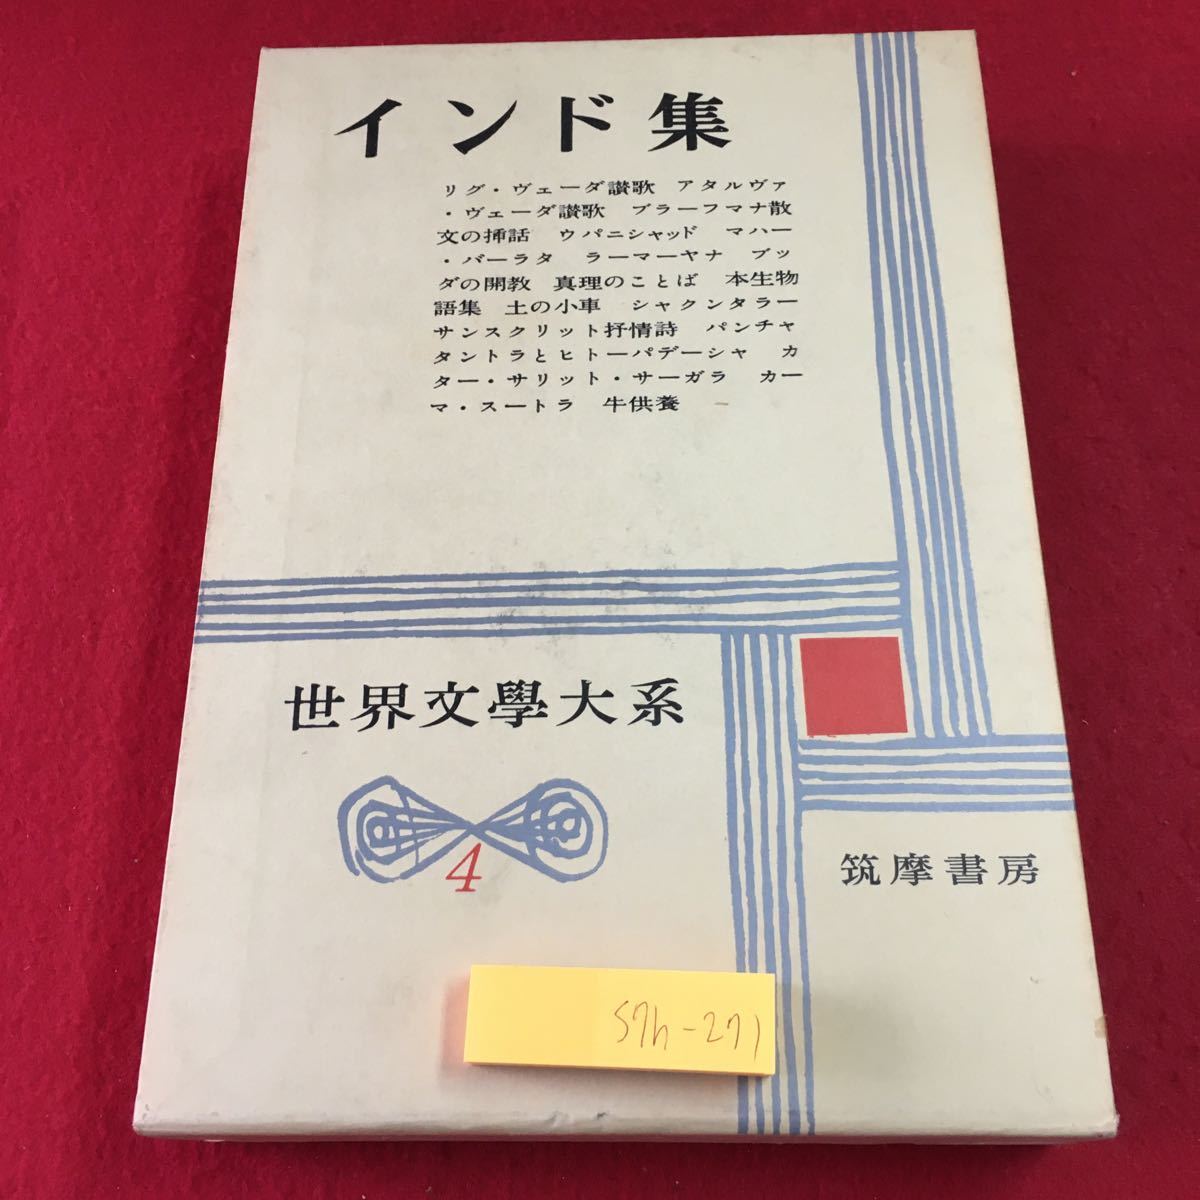 インド集
リグ・ヴェーダ讃歌　アタルヴァ
・ヴェーダ讃歌　ブラーフマナ散
文の挿話　ウパニシャッド　マハー
・バーラタ　ラーマーヤナ　ブッ
ダの開教　真理のことば　本生物
語集　土の小車　シャクンタラー
サンスクリット抒情詩　パンチャ
タントラとヒトーパデーシャ　カ
ター・サリット・サーガラ　カー
マ・スートラ　牛供養
世界文學大系
4
筑摩書房
S7h-271